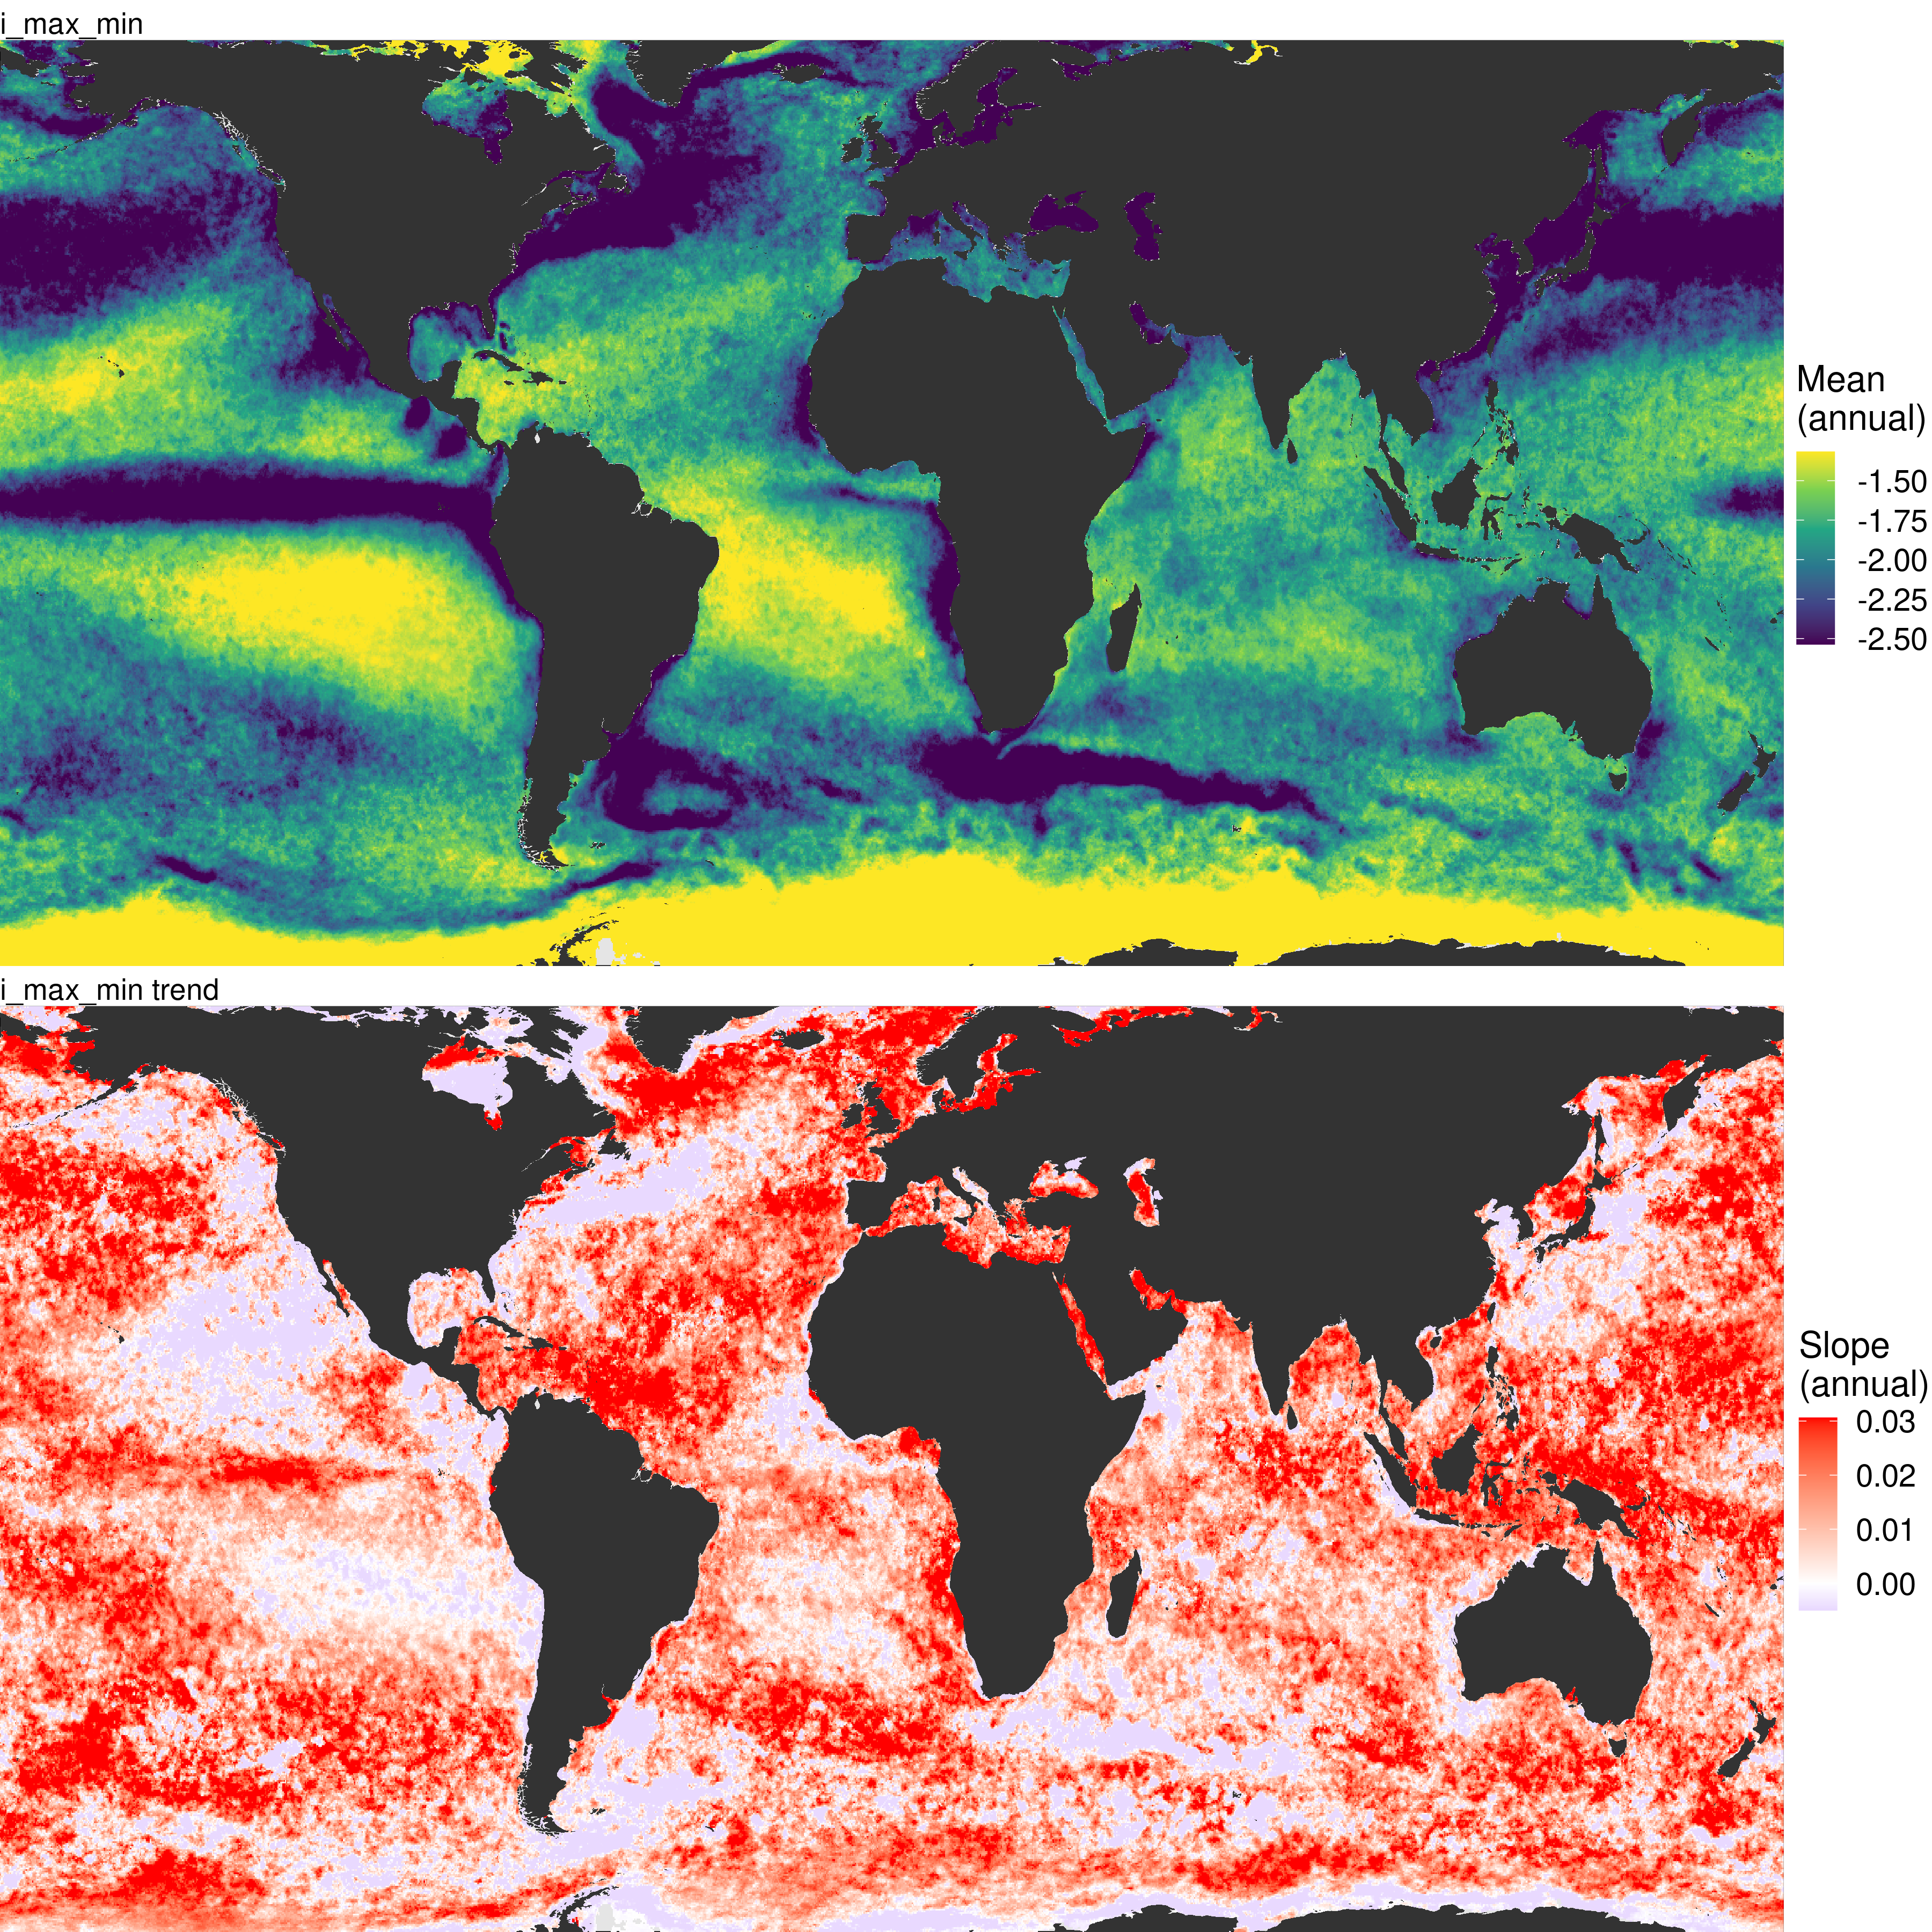 i_max_min
Mean
(annual)
-1.50
-1.75
-2.00
-2.25
-2.50
i_max_min trend
Slope
(annual)
0.03
0.02
0.01
0.00